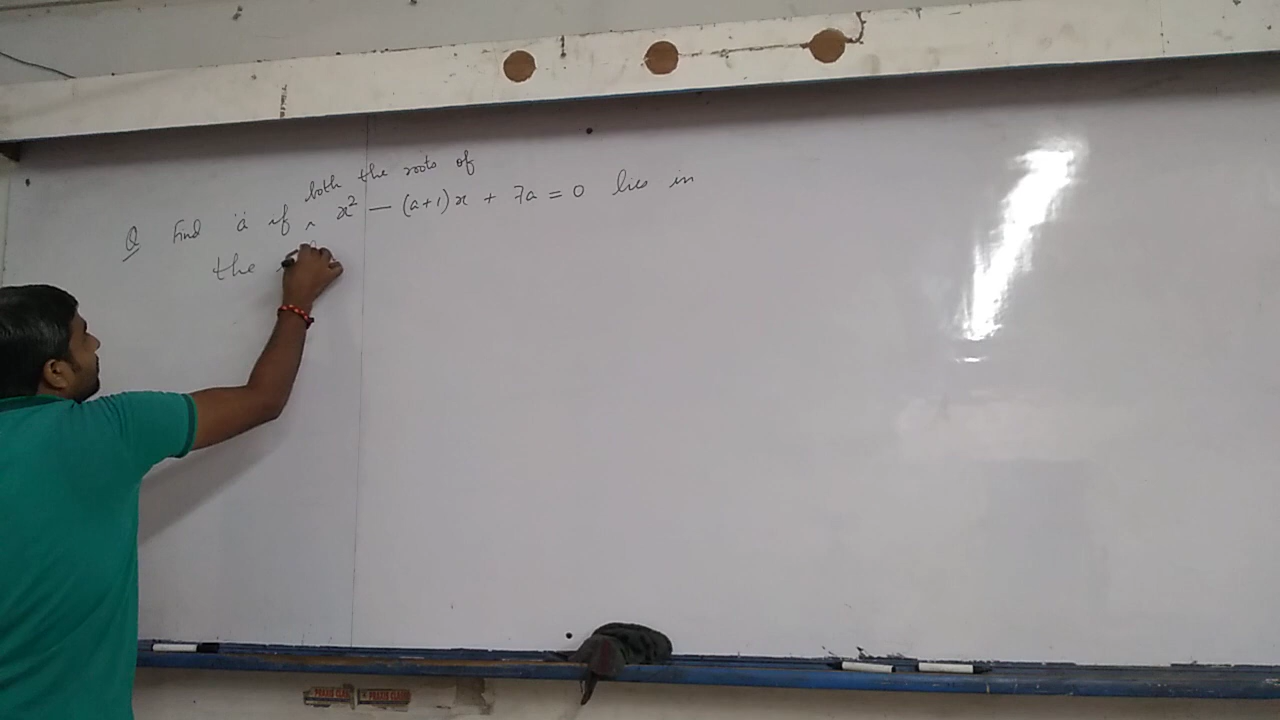 both the roots of
Q Find 'a' if ^ x² — (a+1)x + 7a = 0 lies in
the